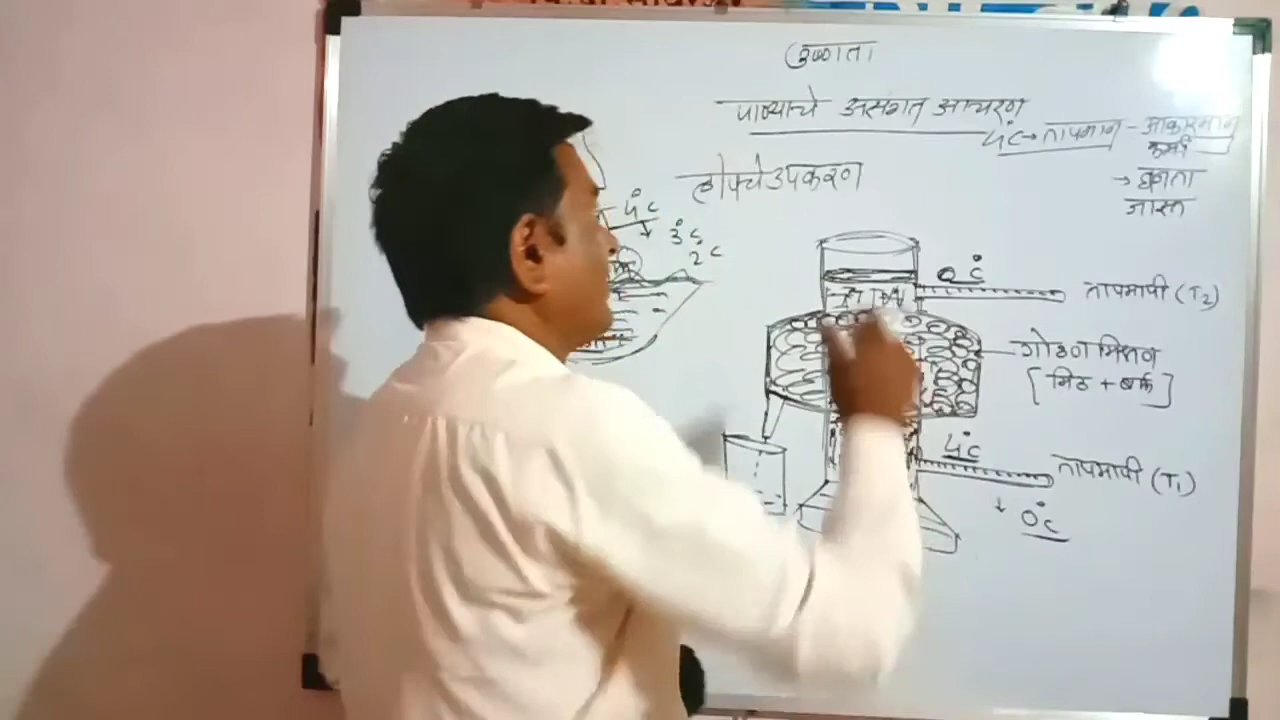 उष्णता
पाण्याचे असंगत आचरण
4°C → तापमान - आकारमान
कमी
→ घनता
जास्त
होपचे उपकरण
4°C
↓
3°C
2°C
0°C
तापमापी (T2)
गोठण मिश्रण
[मिठ + बर्फ]
4°C
तापमापी (T1)
↓ 0°C